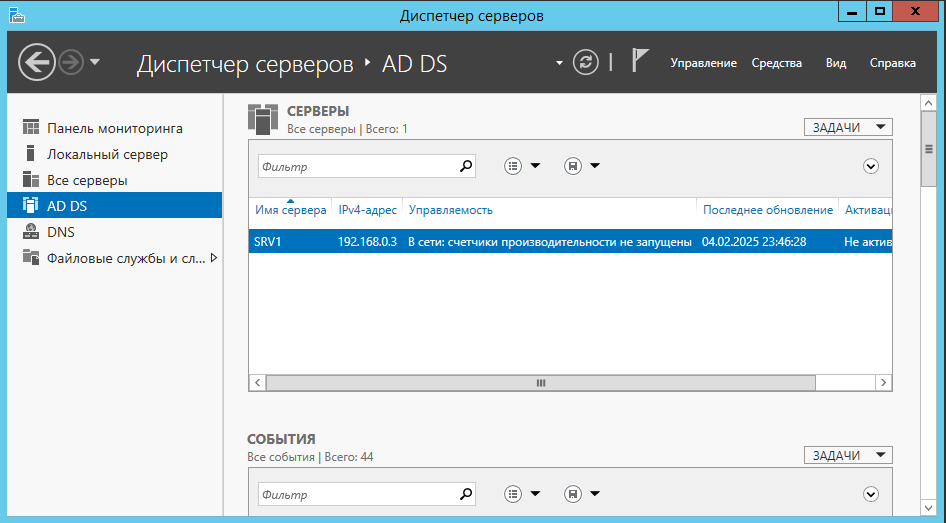 Диспетчер серверов
Диспетчер серверов AD DS
Управление Средства Вид Справка
Панель мониторинга
Локальный сервер
Все серверы
AD DS
DNS
Файловые службы и сл...
СЕРВЕРЫ
Все серверы | Всего: 1
ЗАДАЧИ
Фильтр
Имя сервера IPv4-адрес Управляемость Последнее обновление Активаци
SRV1 192.168.0.3 В сети: счетчики производительности не запущены 04.02.2025 23:46:28 Не актив
СОБЫТИЯ
Все события | Всего: 44
ЗАДАЧИ
Фильтр